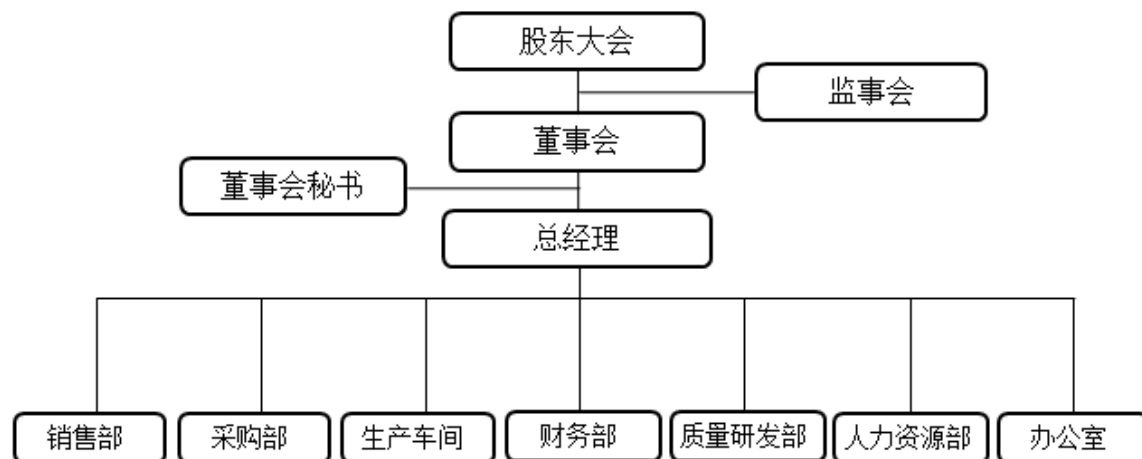 股东大会
监事会
董事会
董事会秘书
总经理
销售部
采购部
生产车间
财务部
质量研发部
人力资源部
办公室